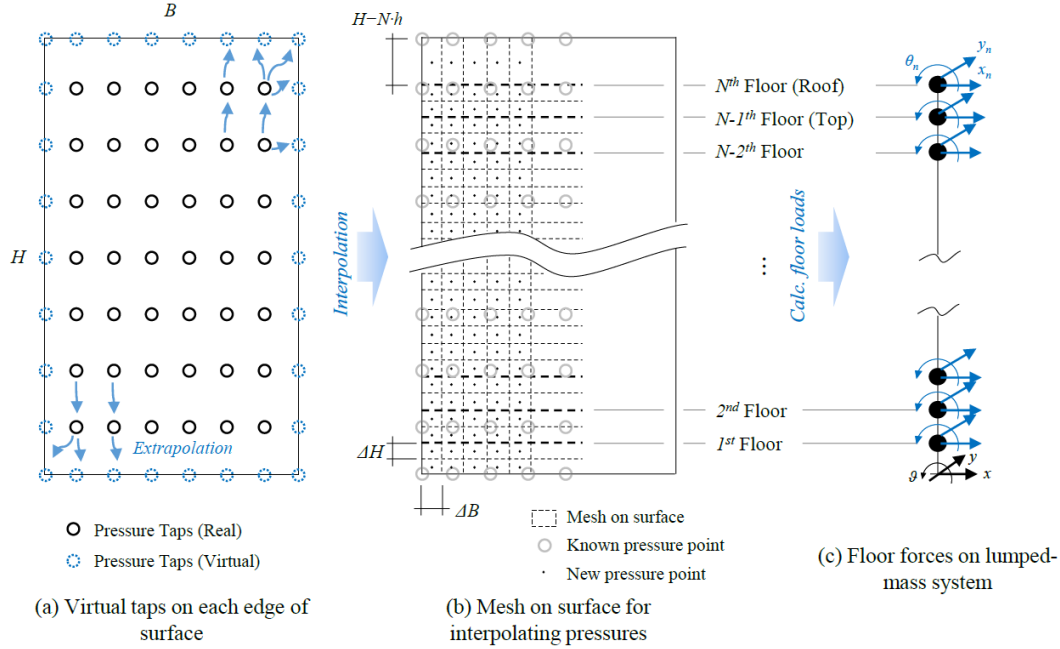 B
H
Extrapolation
Pressure Taps (Real)
Pressure Taps (Virtual)
(a) Virtual taps on each edge of
surface
Interpolation
H−N·h
ΔH
ΔB
Mesh on surface
Known pressure point
New pressure point
(b) Mesh on surface for
interpolating pressures
Nth Floor (Roof)
N-1th Floor (Top)
N-2th Floor
⋮
2nd Floor
1st Floor
Calc. floor loads
θn
yn
xn
ϑ
y
x
(c) Floor forces on lumped-
mass system